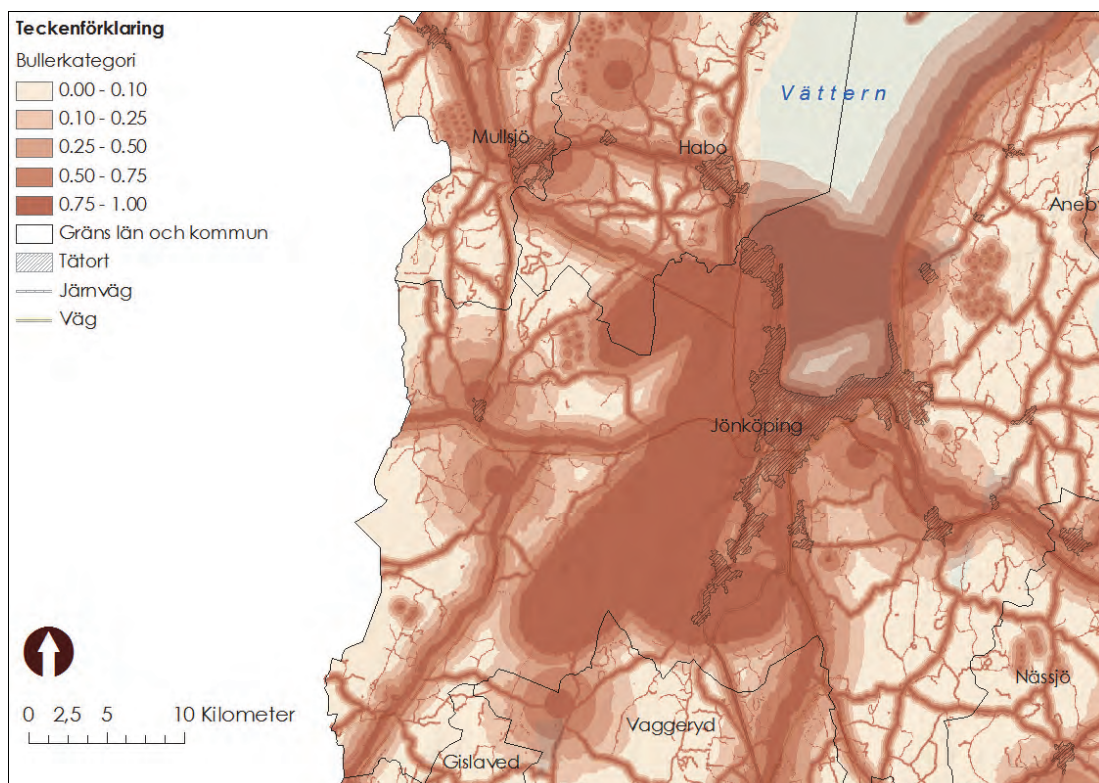 Teckenförklaring
Bullerkategori
0.00 - 0.10
0.10 - 0.25
0.25 - 0.50
0.50 - 0.75
0.75 - 1.00
Gräns län och kommun
Tätort
Järnväg
Väg
Vättern
Mullsjö
Habo
Aneby
Jönköping
Nässjö
Vaggeryd
Gislaved
0 2,5 5 10 Kilometer